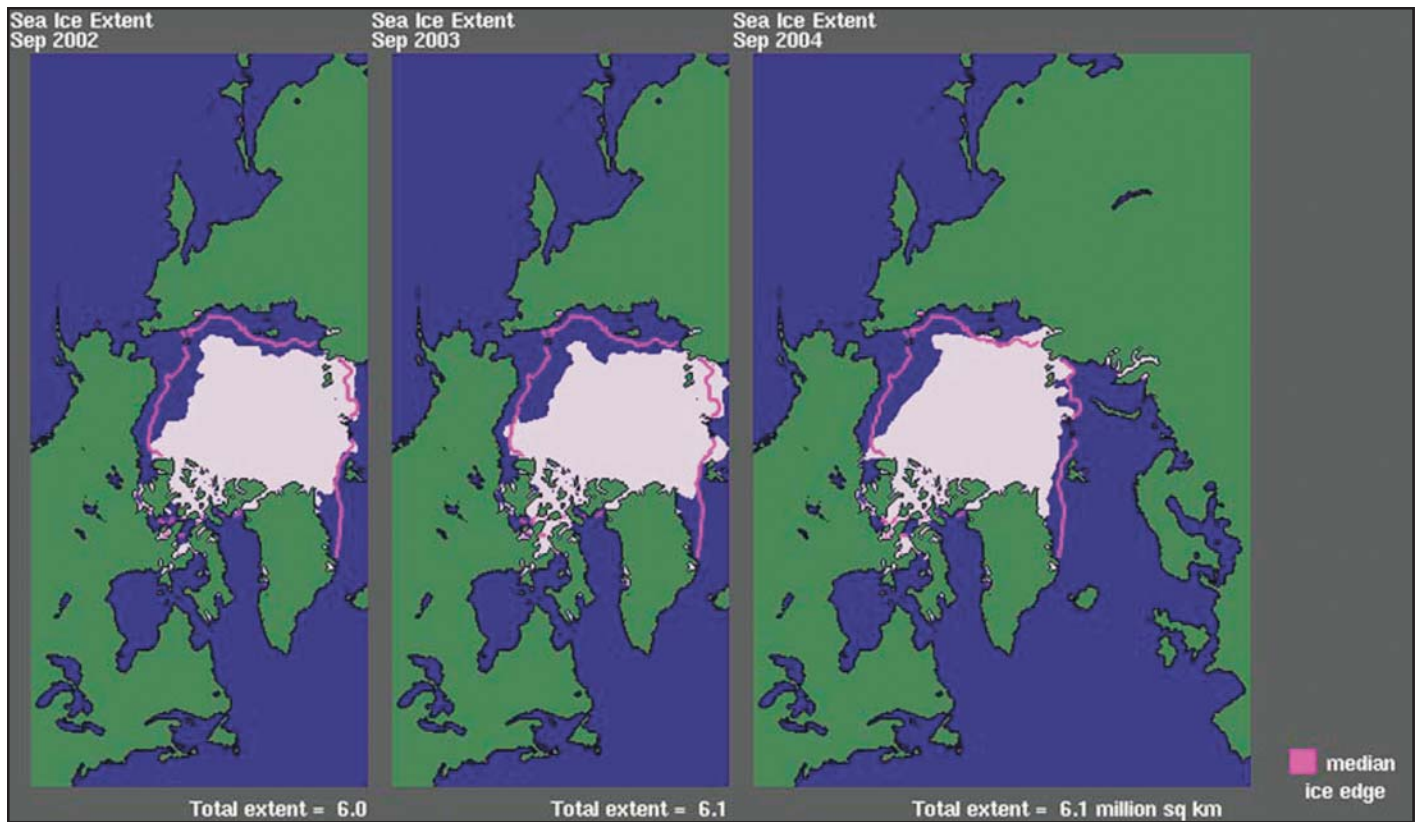 Sea Ice Extent
Sep 2002
Sea Ice Extent
Sep 2003
Sea Ice Extent
Sep 2004
Total extent = 6.0
Total extent = 6.1
Total extent = 6.1 million sq km
median
ice edge